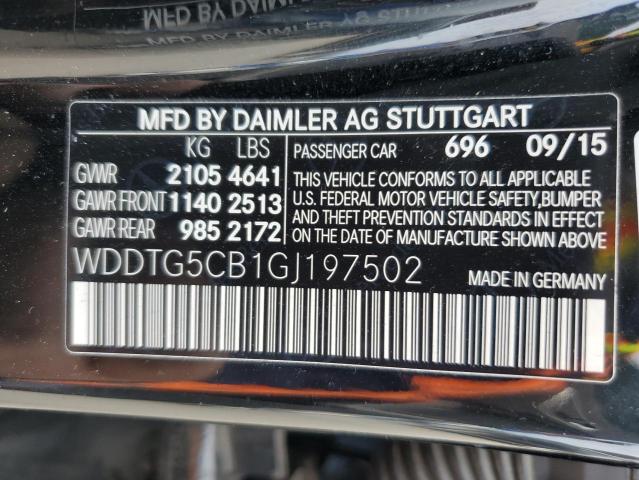 MFD BY DAIMLER AG STUTTGART
KG LBS
GVWR 2105 4641
GAWR FRONT 1140 2513
GAWR REAR 985 2172
PASSENGER CAR 696 09/15
THIS VEHICLE CONFORMS TO ALL APPLICABLE
U.S. FEDERAL MOTOR VEHICLE SAFETY,BUMPER
AND THEFT PREVENTION STANDARDS IN EFFECT
ON THE DATE OF MANUFACTURE SHOWN ABOVE
WDDTG5CB1GJ197502
MADE IN GERMANY